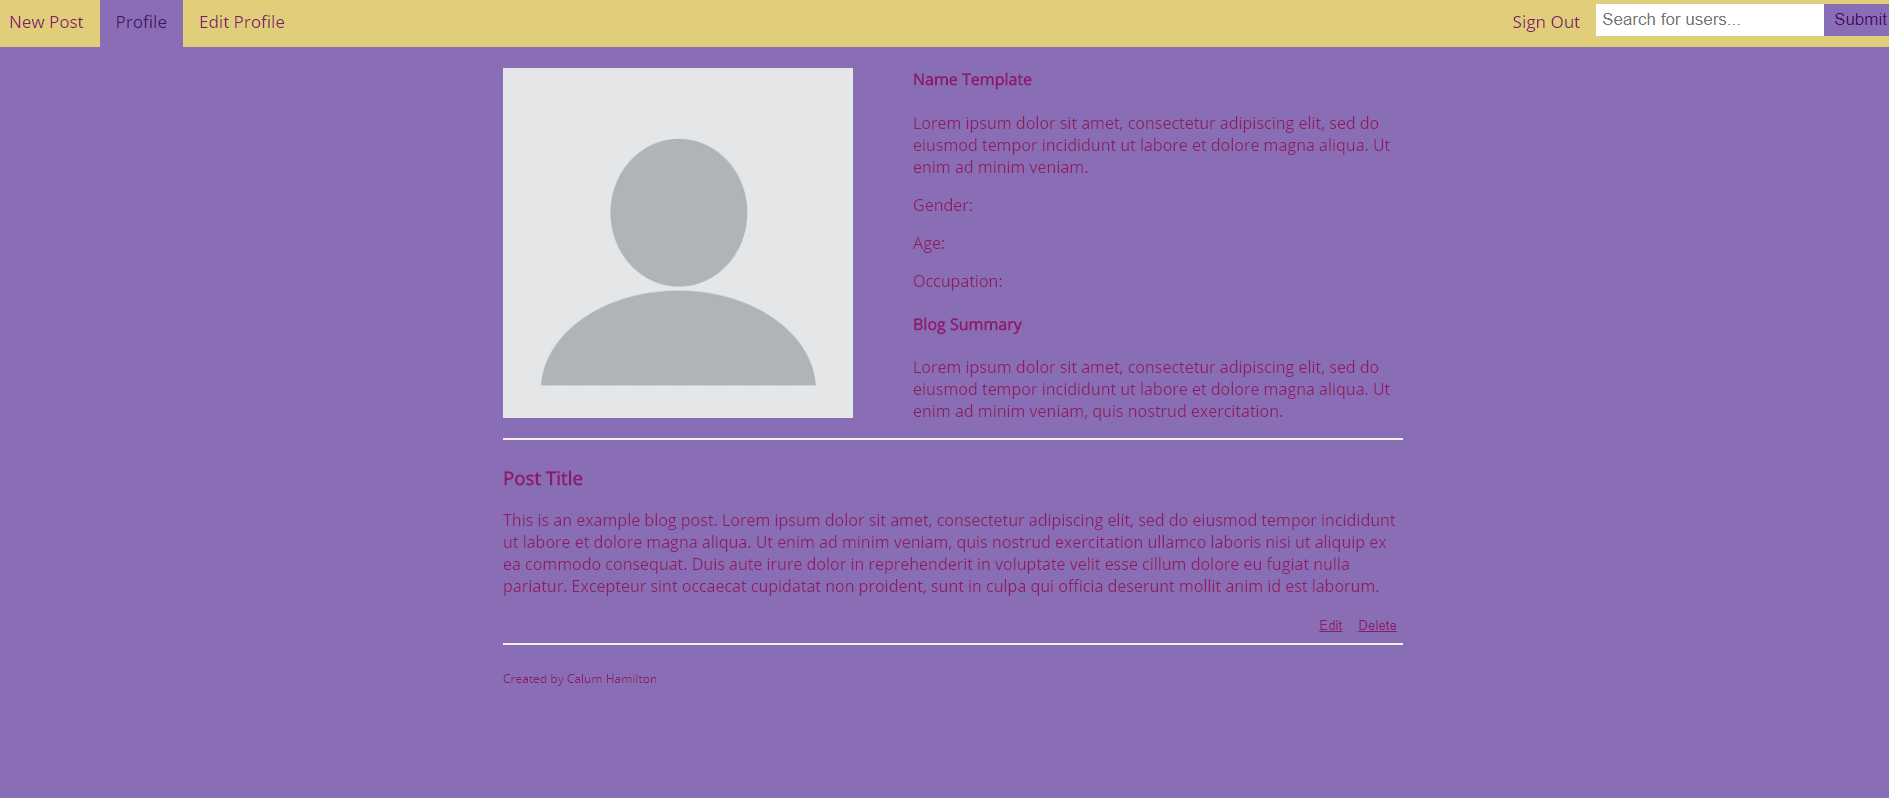 New Post Profile Edit Profile Sign Out Search for users... Submit
Name Template
Lorem ipsum dolor sit amet, consectetur adipiscing elit, sed do
eiusmod tempor incididunt ut labore et dolore magna aliqua. Ut
enim ad minim veniam.
Gender:
Age:
Occupation:
Blog Summary
Lorem ipsum dolor sit amet, consectetur adipiscing elit, sed do
eiusmod tempor incididunt ut labore et dolore magna aliqua. Ut
enim ad minim veniam, quis nostrud exercitation.
Post Title
This is an example blog post. Lorem ipsum dolor sit amet, consectetur adipiscing elit, sed do eiusmod tempor incididunt
ut labore et dolore magna aliqua. Ut enim ad minim veniam, quis nostrud exercitation ullamco laboris nisi ut aliquip ex
ea commodo consequat. Duis aute irure dolor in reprehenderit in voluptate velit esse cillum dolore eu fugiat nulla
pariatur. Excepteur sint occaecat cupidatat non proident, sunt in culpa qui officia deserunt mollit anim id est laborum.
Edit Delete
Created by Calum Hamilton